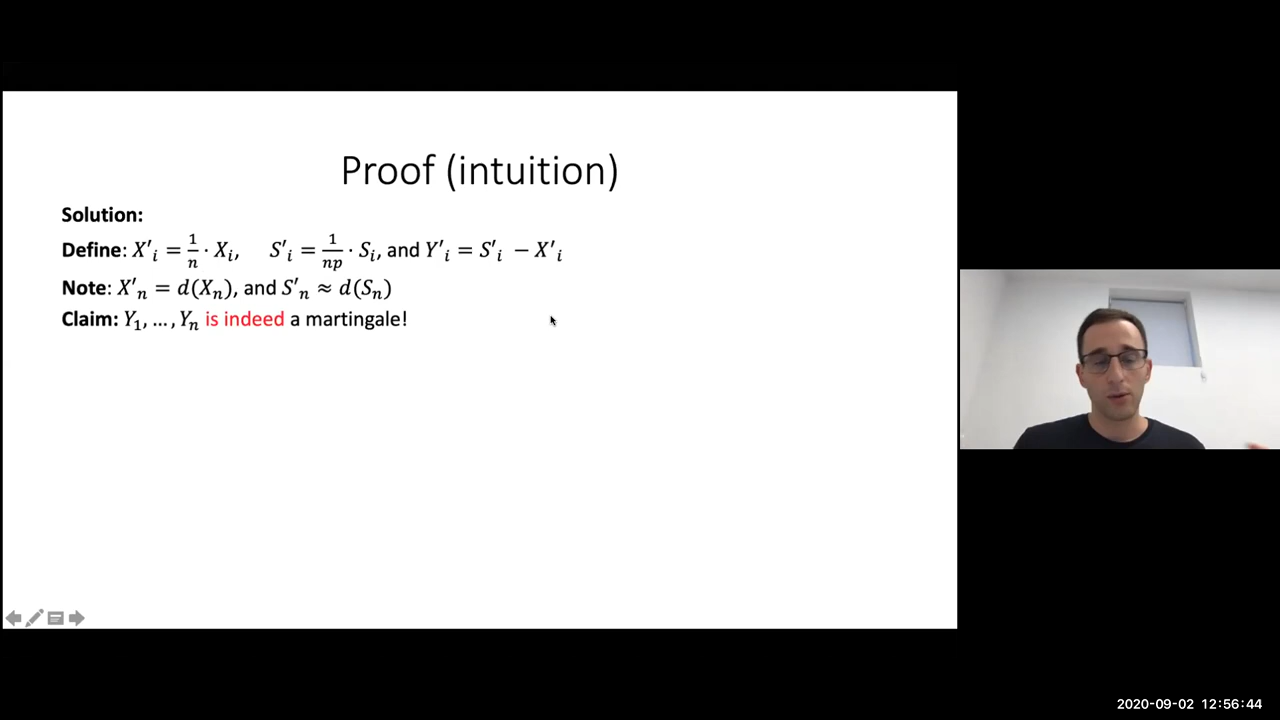 Proof (intuition)
Solution:
Define: X′ᵢ = 1/n · Xᵢ, S′ᵢ = 1/np · Sᵢ, and Y′ᵢ = S′ᵢ − X′ᵢ
Note: X′ₙ = d(Xₙ), and S′ₙ ≈ d(Sₙ)
Claim: Y₁, … , Yₙ is indeed a martingale!
2020-09-02 12:56:44